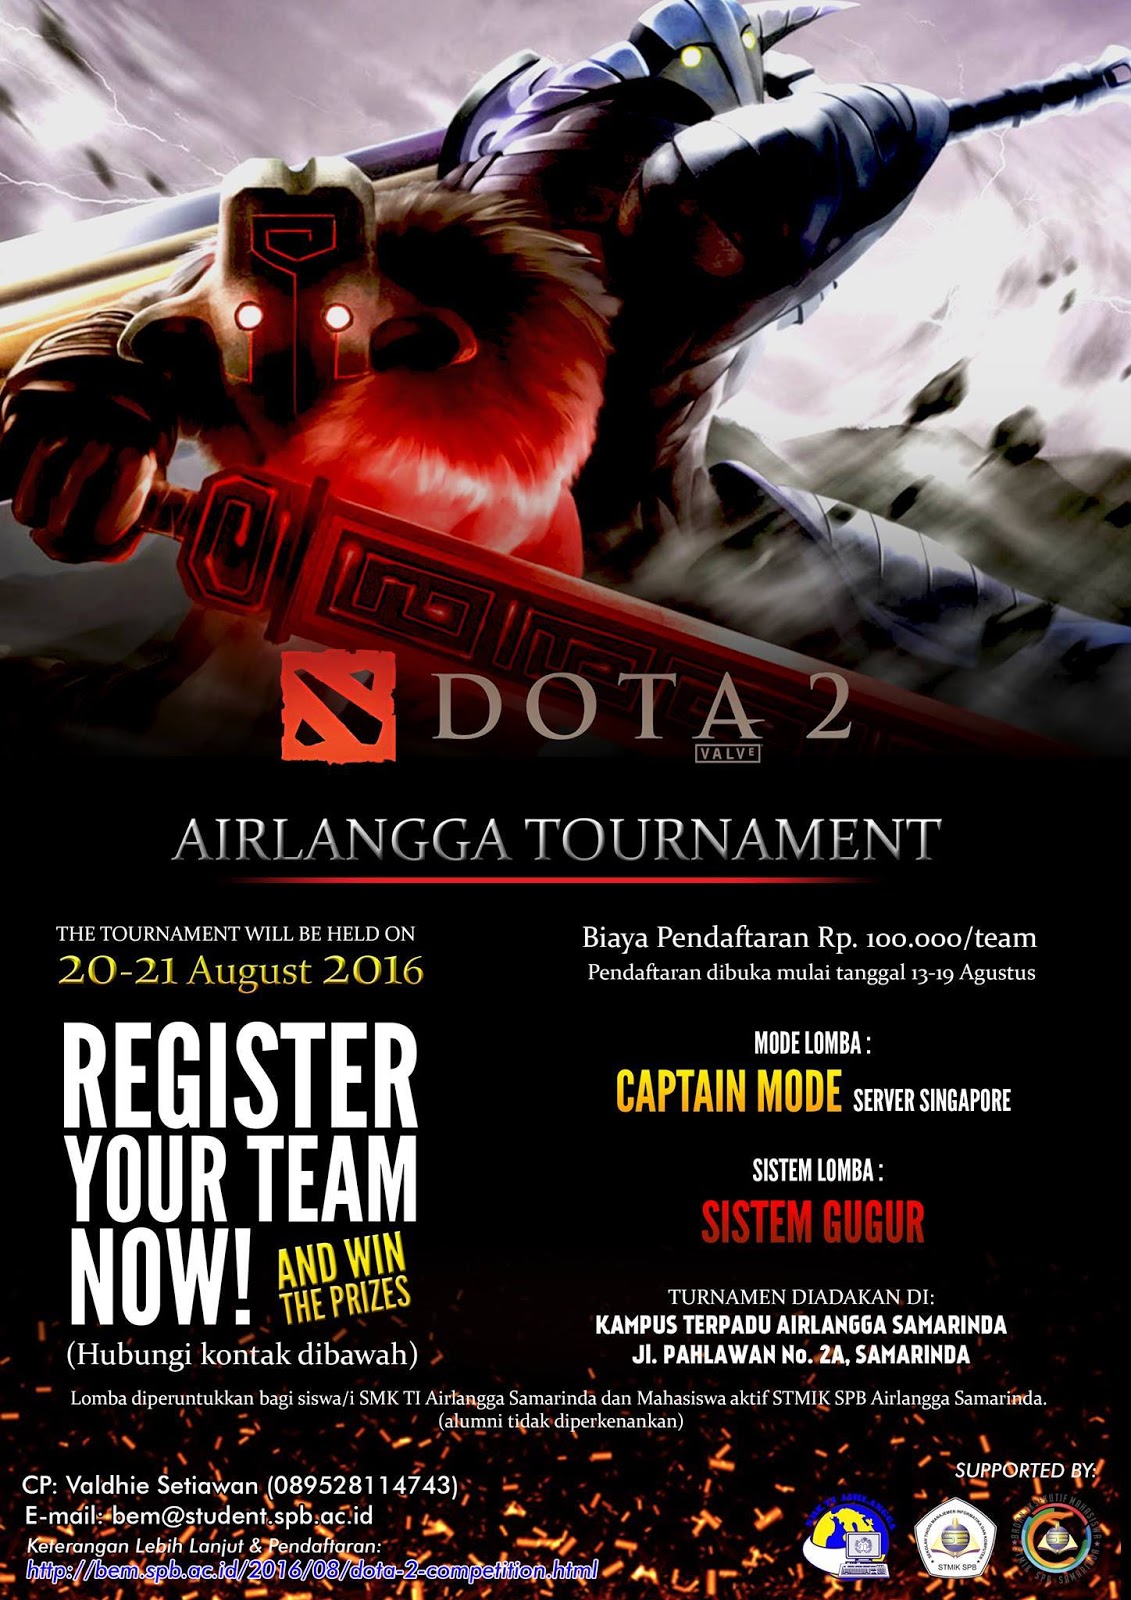 DOTA 2
VALVE
AIRLANGGA TOURNAMENT
THE TOURNAMENT WILL BE HELD ON
20-21 August 2016
REGISTER
YOUR TEAM
NOW!
AND WIN
THE PRIZES
(Hubungi kontak dibawah)
Biaya Pendaftaran Rp. 100.000/team
Pendaftaran dibuka mulai tanggal 13-19 Agustus
MODE LOMBA :
CAPTAIN MODE SERVER SINGAPORE
SISTEM LOMBA :
SISTEM GUGUR
TURNAMEN DIADAKAN DI:
KAMPUS TERPADU AIRLANGGA SAMARINDA
Jl. PAHLAWAN No. 2A, SAMARINDA
Lomba diperuntukkan bagi siswa/i SMK TI Airlangga Samarinda dan Mahasiswa aktif STMIK SPB Airlangga Samarinda.
(alumni tidak diperkenankan)
CP: Valdhie Setiawan (089528114743)
E-mail: bem@student.spb.ac.id
Keterangan Lebih Lanjut & Pendaftaran:
http://bem.spb.ac.id/2016/08/dota-2-competition.html
SUPPORTED BY:
STMIK SPB